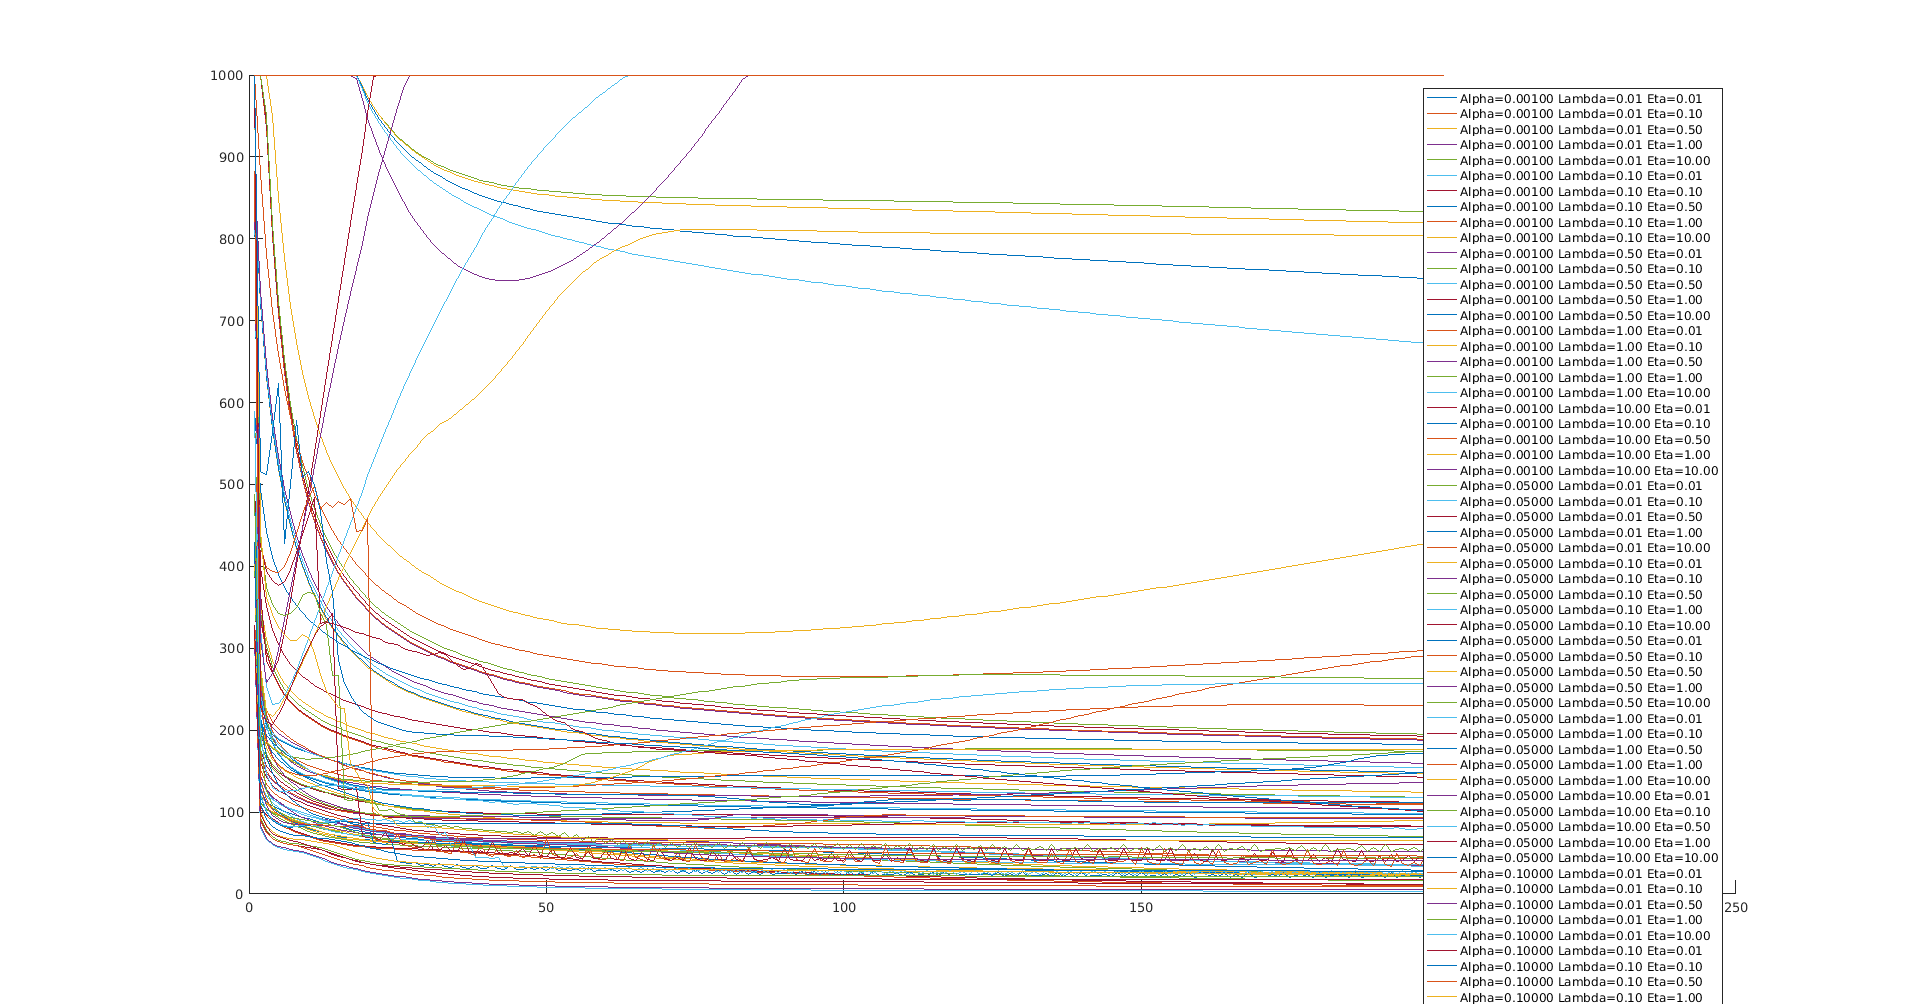 1000
900
800
700
600
500
400
300
200
100
0
0 50 100 150 250
Alpha=0.00100 Lambda=0.01 Eta=0.01
Alpha=0.00100 Lambda=0.01 Eta=0.10
Alpha=0.00100 Lambda=0.01 Eta=0.50
Alpha=0.00100 Lambda=0.01 Eta=1.00
Alpha=0.00100 Lambda=0.01 Eta=10.00
Alpha=0.00100 Lambda=0.10 Eta=0.01
Alpha=0.00100 Lambda=0.10 Eta=0.10
Alpha=0.00100 Lambda=0.10 Eta=0.50
Alpha=0.00100 Lambda=0.10 Eta=1.00
Alpha=0.00100 Lambda=0.10 Eta=10.00
Alpha=0.00100 Lambda=0.50 Eta=0.01
Alpha=0.00100 Lambda=0.50 Eta=0.10
Alpha=0.00100 Lambda=0.50 Eta=0.50
Alpha=0.00100 Lambda=0.50 Eta=1.00
Alpha=0.00100 Lambda=0.50 Eta=10.00
Alpha=0.00100 Lambda=1.00 Eta=0.01
Alpha=0.00100 Lambda=1.00 Eta=0.10
Alpha=0.00100 Lambda=1.00 Eta=0.50
Alpha=0.00100 Lambda=1.00 Eta=1.00
Alpha=0.00100 Lambda=1.00 Eta=10.00
Alpha=0.00100 Lambda=10.00 Eta=0.01
Alpha=0.00100 Lambda=10.00 Eta=0.10
Alpha=0.00100 Lambda=10.00 Eta=0.50
Alpha=0.00100 Lambda=10.00 Eta=1.00
Alpha=0.00100 Lambda=10.00 Eta=10.00
Alpha=0.05000 Lambda=0.01 Eta=0.01
Alpha=0.05000 Lambda=0.01 Eta=0.10
Alpha=0.05000 Lambda=0.01 Eta=0.50
Alpha=0.05000 Lambda=0.01 Eta=1.00
Alpha=0.05000 Lambda=0.01 Eta=10.00
Alpha=0.05000 Lambda=0.10 Eta=0.01
Alpha=0.05000 Lambda=0.10 Eta=0.10
Alpha=0.05000 Lambda=0.10 Eta=0.50
Alpha=0.05000 Lambda=0.10 Eta=1.00
Alpha=0.05000 Lambda=0.10 Eta=10.00
Alpha=0.05000 Lambda=0.50 Eta=0.01
Alpha=0.05000 Lambda=0.50 Eta=0.10
Alpha=0.05000 Lambda=0.50 Eta=0.50
Alpha=0.05000 Lambda=0.50 Eta=1.00
Alpha=0.05000 Lambda=0.50 Eta=10.00
Alpha=0.05000 Lambda=1.00 Eta=0.01
Alpha=0.05000 Lambda=1.00 Eta=0.10
Alpha=0.05000 Lambda=1.00 Eta=0.50
Alpha=0.05000 Lambda=1.00 Eta=1.00
Alpha=0.05000 Lambda=1.00 Eta=10.00
Alpha=0.05000 Lambda=10.00 Eta=0.01
Alpha=0.05000 Lambda=10.00 Eta=0.10
Alpha=0.05000 Lambda=10.00 Eta=0.50
Alpha=0.05000 Lambda=10.00 Eta=1.00
Alpha=0.05000 Lambda=10.00 Eta=10.00
Alpha=0.10000 Lambda=0.01 Eta=0.01
Alpha=0.10000 Lambda=0.01 Eta=0.10
Alpha=0.10000 Lambda=0.01 Eta=0.50
Alpha=0.10000 Lambda=0.01 Eta=1.00
Alpha=0.10000 Lambda=0.01 Eta=10.00
Alpha=0.10000 Lambda=0.10 Eta=0.01
Alpha=0.10000 Lambda=0.10 Eta=0.10
Alpha=0.10000 Lambda=0.10 Eta=0.50
Alpha=0.10000 Lambda=0.10 Eta=1.00